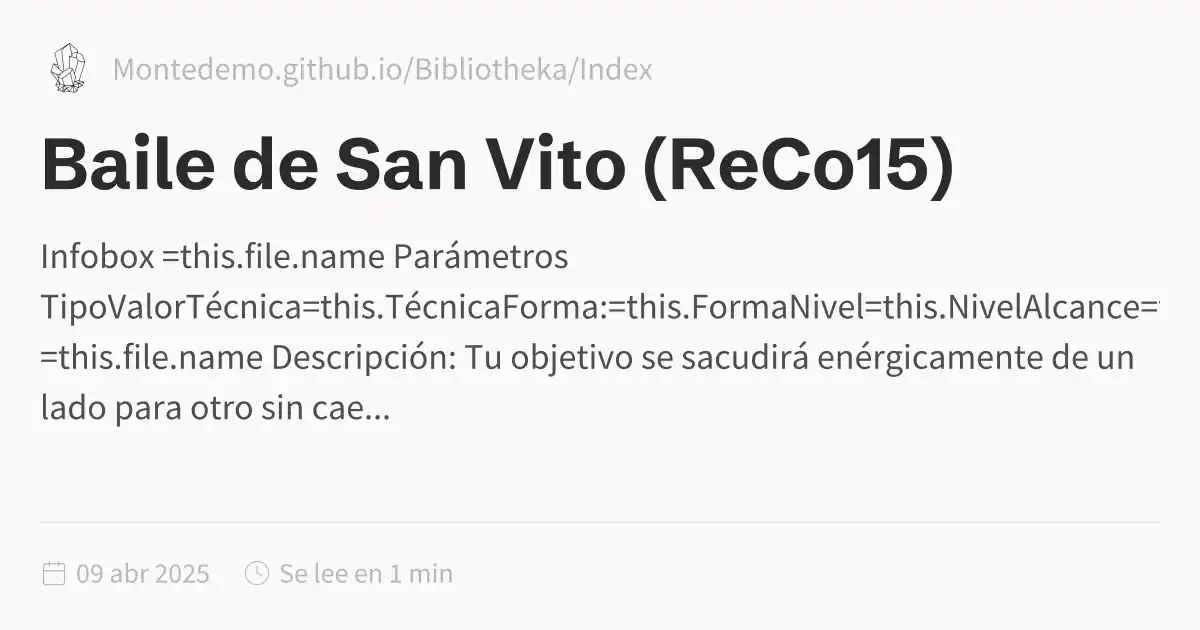 Montedemo.github.io/Bibliotheka/Index
Baile de San Vito (ReCo15)
Infobox =this.file.name Parámetros
TipoValorTécnica=this.TécnicaForma:=this.FormaNivel=this.NivelAlcance=
=this.file.name Descripción: Tu objetivo se sacudirá enérgicamente de un
lado para otro sin cae...
09 abr 2025 Se lee en 1 min